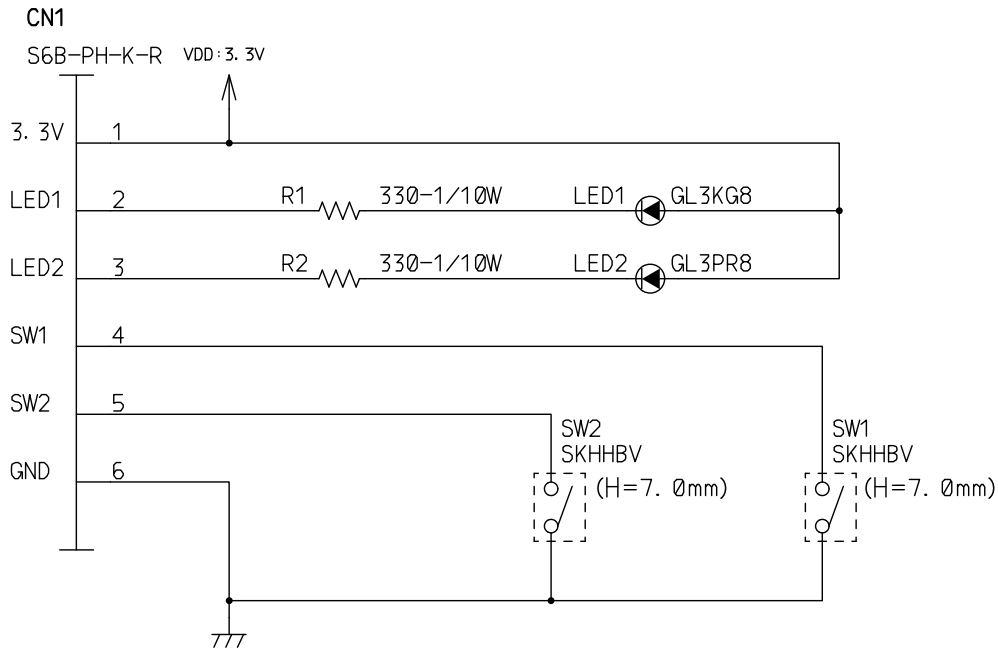 CN1
S6B-PH-K-R VDD:3.3V
3.3V 1
LED1 2 R1 330-1/10W LED1 GL3KG8
LED2 3 R2 330-1/10W LED2 GL3PR8
SW1 4
SW2 5
SW2 SW1
SKHHBV SKHHBV
GND 6
(H=7.0mm) (H=7.0mm)